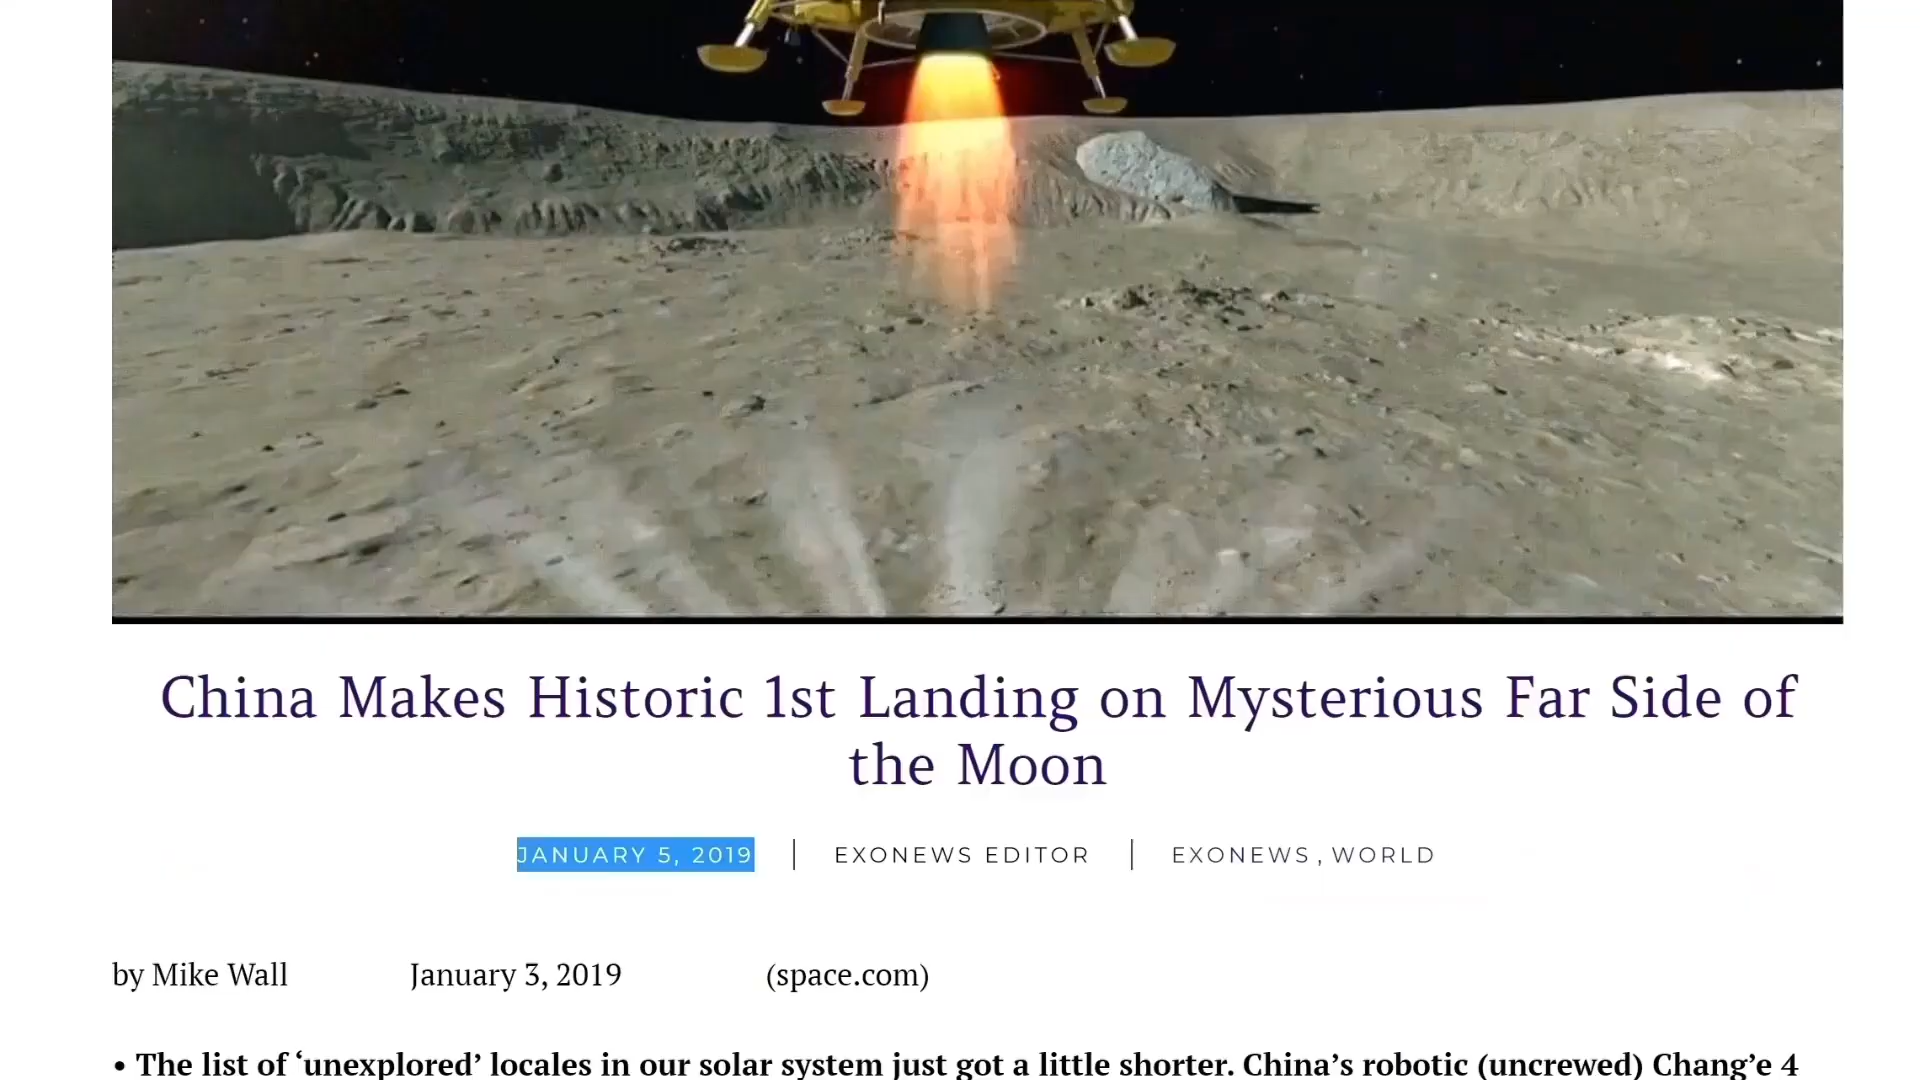 China Makes Historic 1st Landing on Mysterious Far Side of
the Moon
JANUARY 5, 2019 | EXONEWS EDITOR | EXONEWS , WORLD
by Mike Wall January 3, 2019 (space.com)
• The list of ‘unexplored’ locales in our solar system just got a little shorter. China’s robotic (uncrewed) Chang’e 4